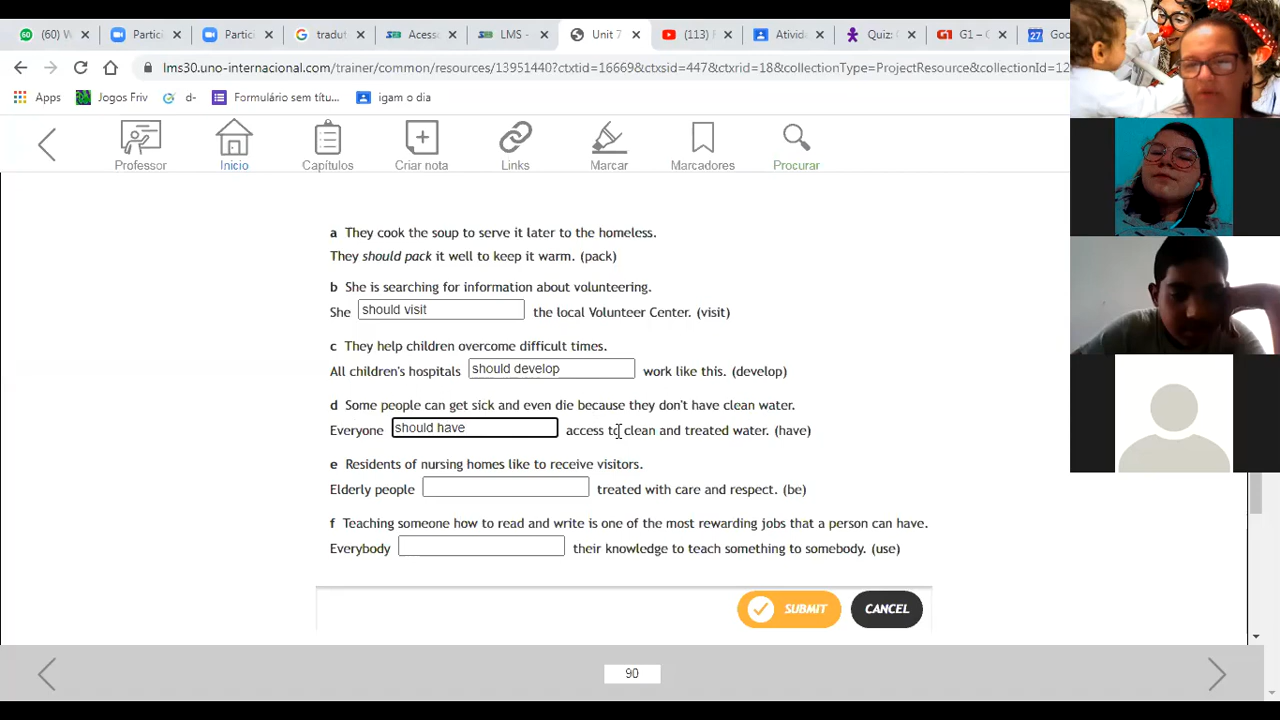 (60) W
Partici
Partici
tradut
Acess
LMS -
Unit 7
(113) F
Ativid
Quiz:
G1 – C
Goo
lms30.uno-internacional.com/trainer/common/resources/13951440?ctxtid=16669&ctxsid=447&ctxrid=18&collectionType=ProjectResource&collectionId=12
Apps
Jogos Friv
d-
Formulário sem títu...
igam o dia
Professor
Inicio
Capítulos
Criar nota
Links
Marcar
Marcadores
Procurar
a They cook the soup to serve it later to the homeless.
They should pack it well to keep it warm. (pack)
b She is searching for information about volunteering.
She should visit the local Volunteer Center. (visit)
c They help children overcome difficult times.
All children's hospitals should develop work like this. (develop)
d Some people can get sick and even die because they don't have clean water.
Everyone should have access to clean and treated water. (have)
e Residents of nursing homes like to receive visitors.
Elderly people treated with care and respect. (be)
f Teaching someone how to read and write is one of the most rewarding jobs that a person can have.
Everybody their knowledge to teach something to somebody. (use)
SUBMIT
CANCEL
90